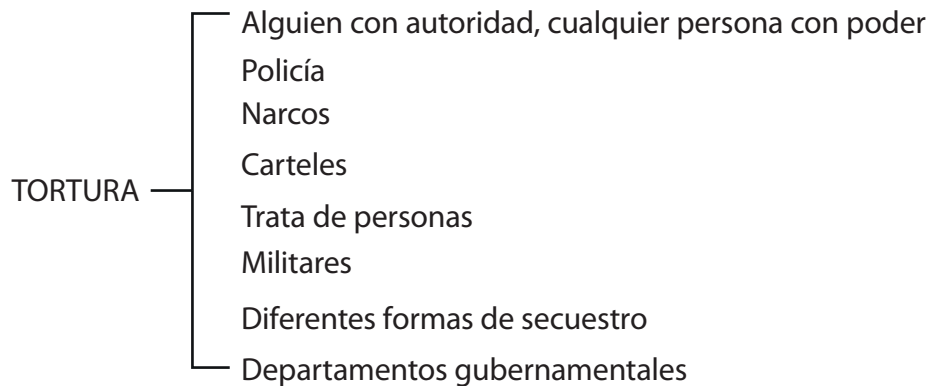 Alguien con autoridad, cualquier persona con poder
Policía
Narcos
Carteles
TORTURA
Trata de personas
Militares
Diferentes formas de secuestro
Departamentos gubernamentales